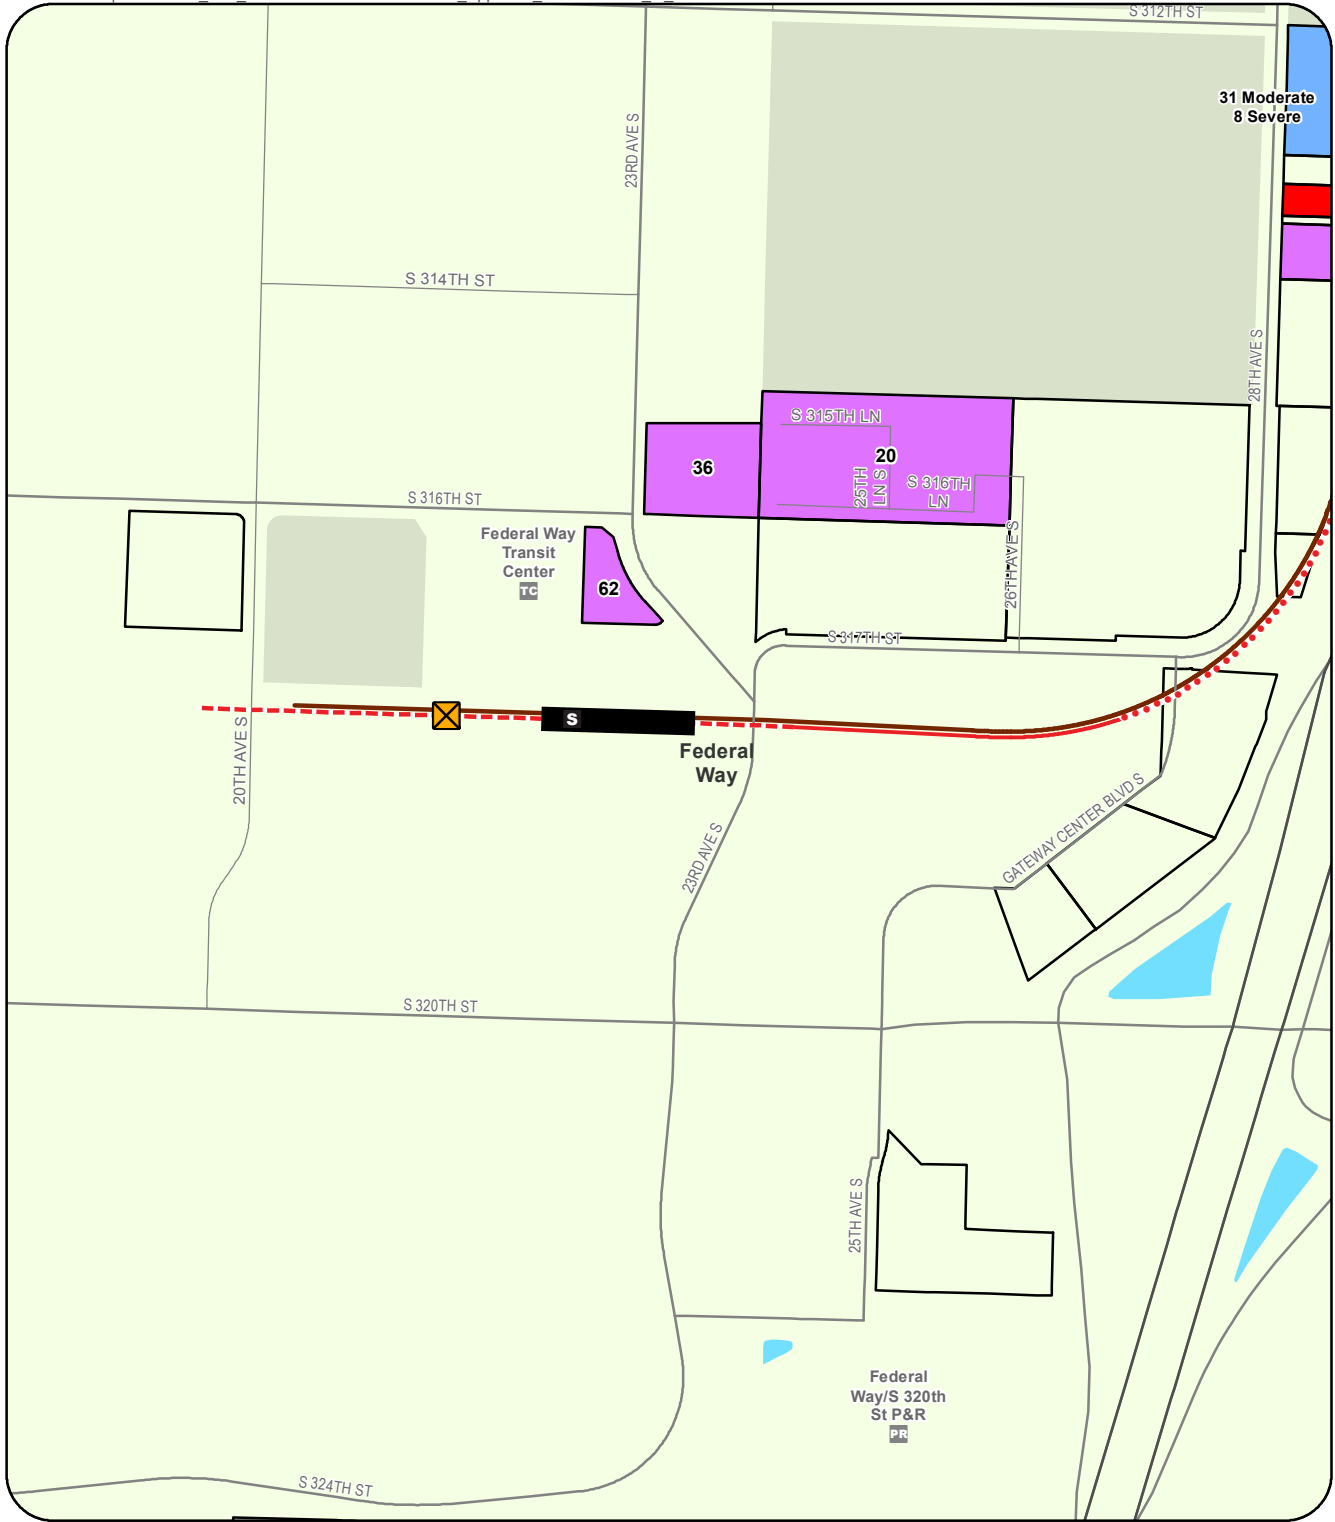 S 312TH ST
31 Moderate
8 Severe
23RD AVE S
S 314TH ST
28TH AVE S
S 315TH LN
20
36
25TH
LN S
S 316TH
LN
S 316TH ST
Federal Way
Transit
Center
TC
62
26TH AVE S
S 317TH ST
S
Federal
Way
20TH AVE S
GATEWAY CENTER BLVD S
23RD AVE S
S 320TH ST
25TH AVE S
Federal
Way/S 320th
St P&R
PR
S 324TH ST